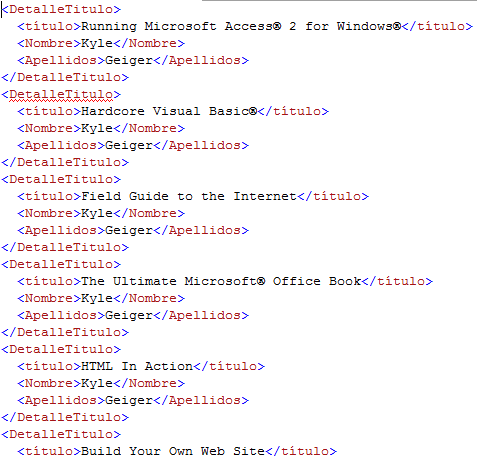 <DetalleTitulo>
<título>Running Microsoft Access® 2 for Windows®</título>
<Nombre>Kyle</Nombre>
<Apellidos>Geiger</Apellidos>
</DetalleTitulo>
<DetalleTitulo>
<título>Hardcore Visual Basic®</título>
<Nombre>Kyle</Nombre>
<Apellidos>Geiger</Apellidos>
</DetalleTitulo>
<DetalleTitulo>
<título>Field Guide to the Internet</título>
<Nombre>Kyle</Nombre>
<Apellidos>Geiger</Apellidos>
</DetalleTitulo>
<DetalleTitulo>
<título>The Ultimate Microsoft® Office Book</título>
<Nombre>Kyle</Nombre>
<Apellidos>Geiger</Apellidos>
</DetalleTitulo>
<DetalleTitulo>
<título>HTML In Action</título>
<Nombre>Kyle</Nombre>
<Apellidos>Geiger</Apellidos>
</DetalleTitulo>
<DetalleTitulo>
<título>Build Your Own Web Site</título>